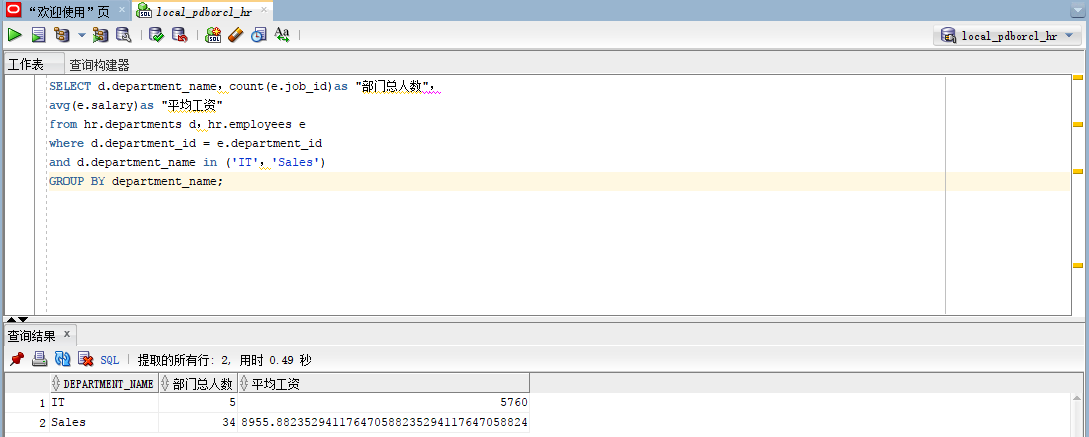 “欢迎使用”页 local_pdborcl_hr
local_pdborcl_hr
工作表 查询构建器
SELECT d.department_name，count(e.job_id)as "部门总人数"，
avg(e.salary)as "平均工资"
from hr.departments d，hr.employees e
where d.department_id = e.department_id
and d.department_name in ('IT'，'Sales')
GROUP BY department_name;
查询结果
SQL 提取的所有行: 2, 用时 0.49 秒
DEPARTMENT_NAME 部门总人数 平均工资
1 IT 5 5760
2 Sales 34 8955.88235294117647058823529411764705882​4